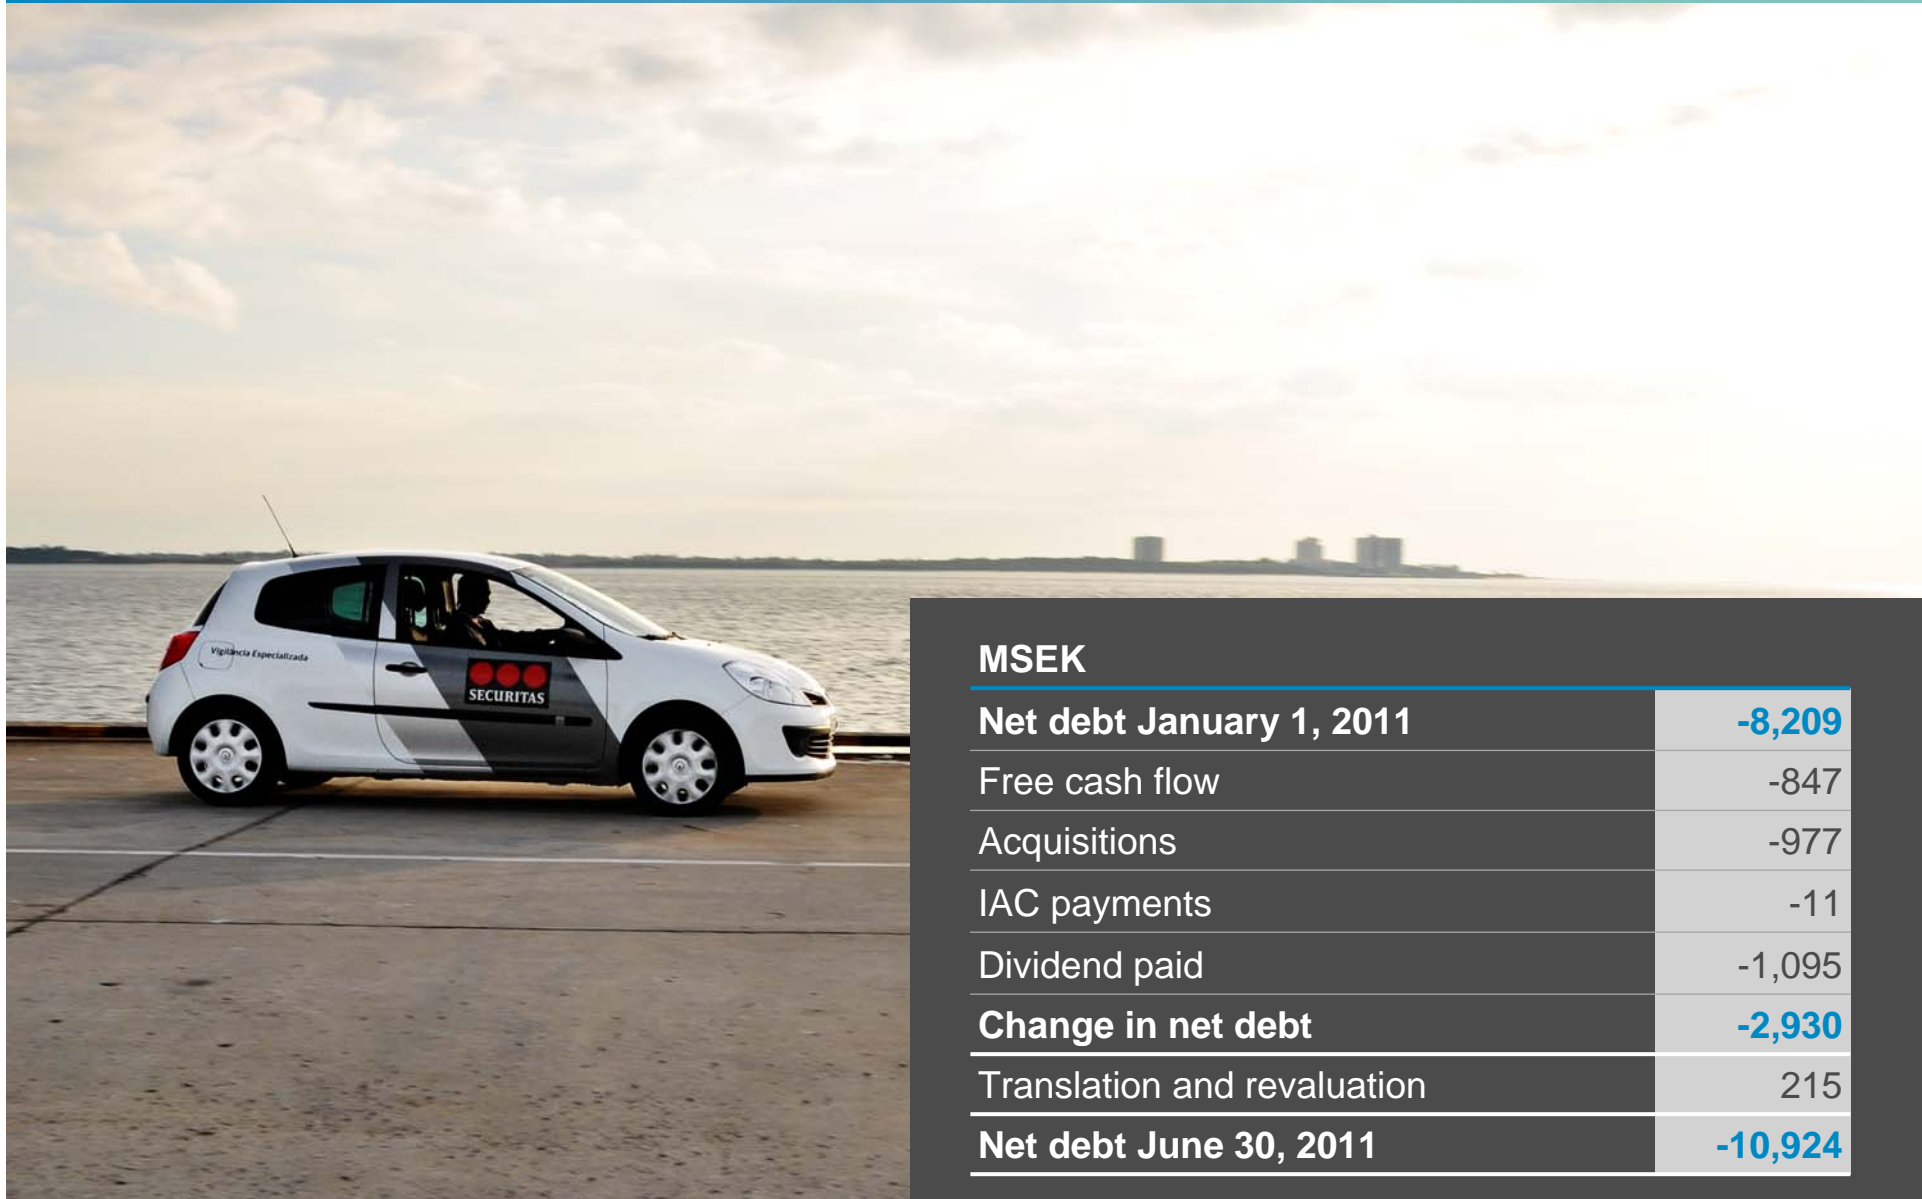 Vigilância Especializada
SECURITAS
MSEK
Net debt January 1, 2011 -8,209
Free cash flow -847
Acquisitions -977
IAC payments -11
Dividend paid -1,095
Change in net debt -2,930
Translation and revaluation 215
Net debt June 30, 2011 -10,924